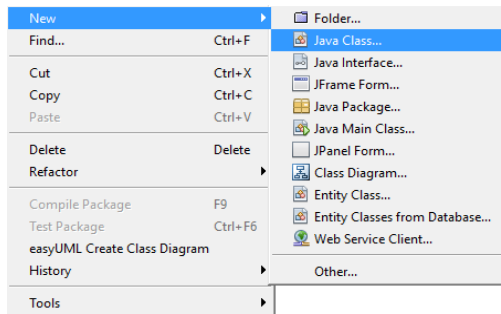 New
Find... Ctrl+F
Cut Ctrl+X
Copy Ctrl+C
Paste Ctrl+V
Delete Delete
Refactor
Compile Package F9
Test Package Ctrl+F6
easyUML Create Class Diagram
History
Tools
Folder...
Java Class...
Java Interface...
JFrame Form...
Java Package...
Java Main Class...
JPanel Form...
Class Diagram...
Entity Class...
Entity Classes from Database...
Web Service Client...
Other...